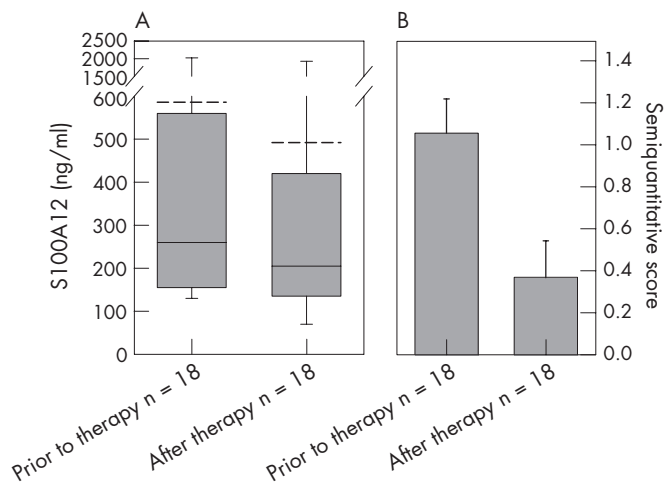 A
B
2500
2000
1500
600
500
400
300
200
100
0
S100A12 (ng/ml)
Prior to therapy n = 18
After therapy n = 18
1.4
1.2
1.0
0.8
0.6
0.4
0.2
0.0
Semiquantitative score
Prior to therapy n = 18
After therapy n = 18